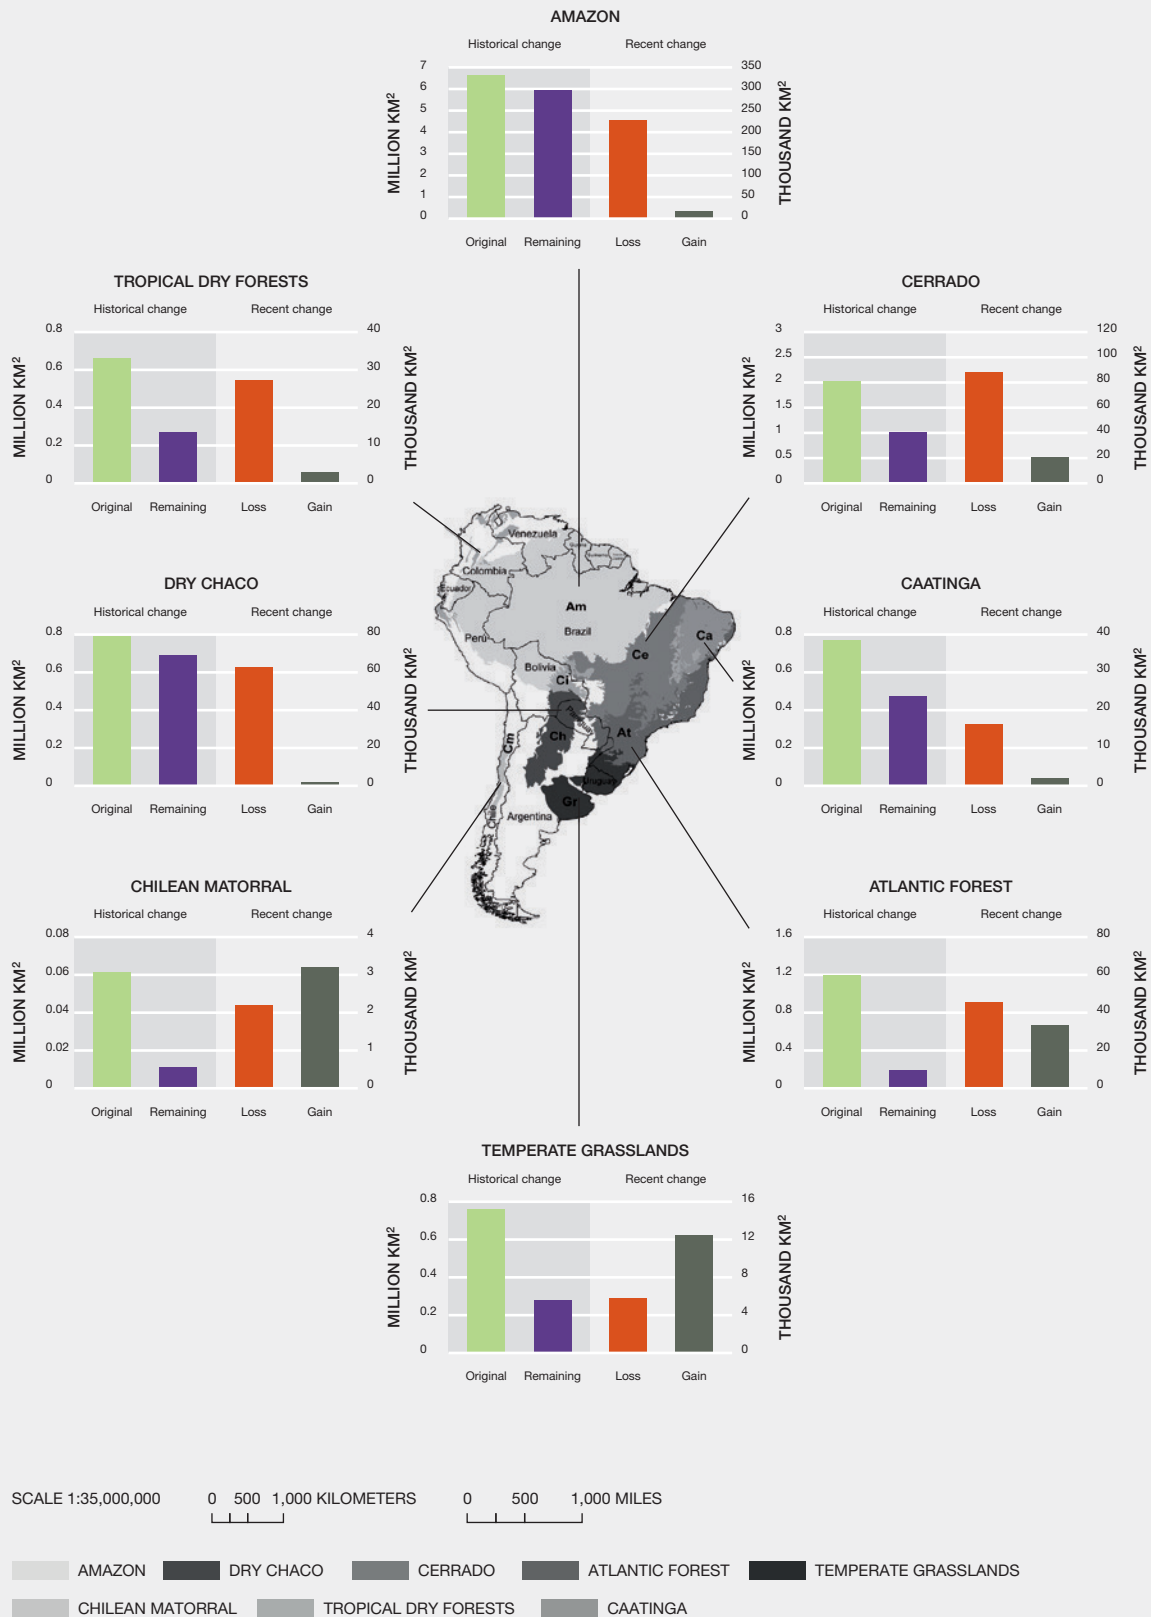 AMAZON
Historical change Recent change
MILLION KM²
7
6
5
4
3
2
1
0
350
300
250
200
150
100
50
0
THOUSAND KM²
Original Remaining Loss Gain
TROPICAL DRY FORESTS
Historical change Recent change
MILLION KM²
0.8
0.6
0.4
0.2
0
40
30
20
10
0
THOUSAND KM²
Original Remaining Loss Gain
CERRADO
Historical change Recent change
MILLION KM²
3
2.5
2
1.5
1
0.5
0
120
100
80
60
40
20
0
THOUSAND KM²
Original Remaining Loss Gain
DRY CHACO
Historical change Recent change
MILLION KM²
0.8
0.6
0.4
0.2
0
80
60
40
20
0
THOUSAND KM²
Original Remaining Loss Gain
Venezuela
Colombia
Ecuador
Am
Brazil
Perú
Ca
Ce
Bolivia
Ci
Ch
At
Cm
Uruguay
Gr
Chile
Argentina
CAATINGA
Historical change Recent change
MILLION KM²
0.8
0.6
0.4
0.2
0
40
30
20
10
0
THOUSAND KM²
Original Remaining Loss Gain
CHILEAN MATORRAL
Historical change Recent change
MILLION KM²
0.08
0.06
0.04
0.02
0
4
3
2
1
0
THOUSAND KM²
Original Remaining Loss Gain
ATLANTIC FOREST
Historical change Recent change
MILLION KM²
1.6
1.2
0.8
0.4
0
80
60
40
20
0
THOUSAND KM²
Original Remaining Loss Gain
TEMPERATE GRASSLANDS
Historical change Recent change
MILLION KM²
0.8
0.6
0.4
0.2
0
16
12
8
4
0
THOUSAND KM²
Original Remaining Loss Gain
SCALE 1:35,000,000 0 500 1,000 KILOMETERS 0 500 1,000 MILES
AMAZON DRY CHACO CERRADO ATLANTIC FOREST TEMPERATE GRASSLANDS
CHILEAN MATORRAL TROPICAL DRY FORESTS CAATINGA